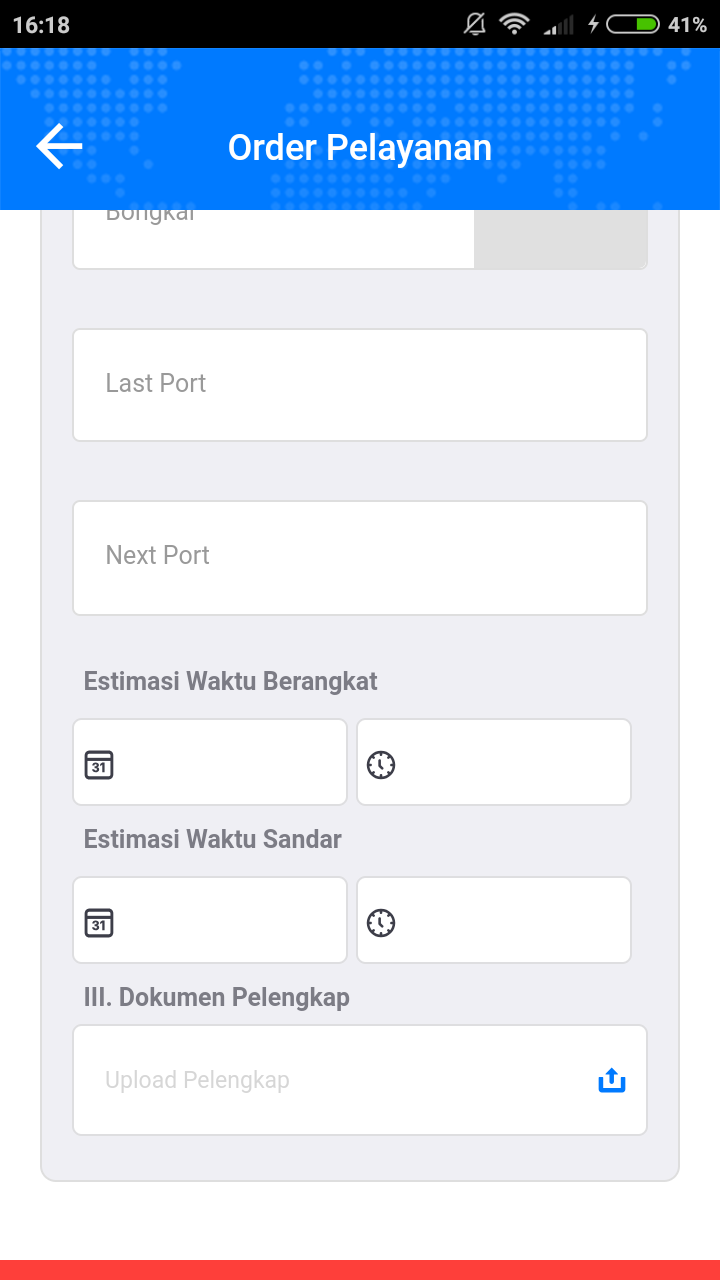 16:18
41%
Order Pelayanan
Bongkar
Last Port
Next Port
Estimasi Waktu Berangkat
31
Estimasi Waktu Sandar
31
III. Dokumen Pelengkap
Upload Pelengkap